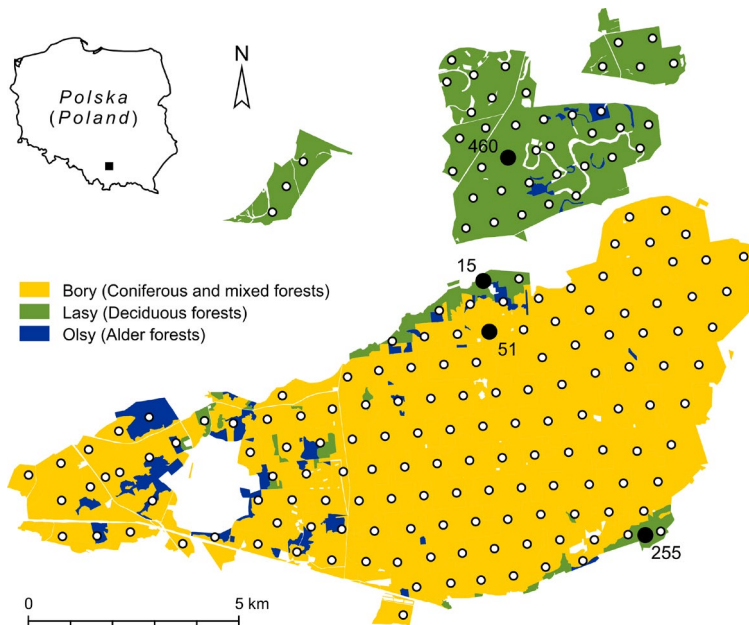 Polska
(Poland)
N
460
15
51
Bory (Coniferous and mixed forests)
Lasy (Deciduous forests)
Olsy (Alder forests)
255
0 5 km